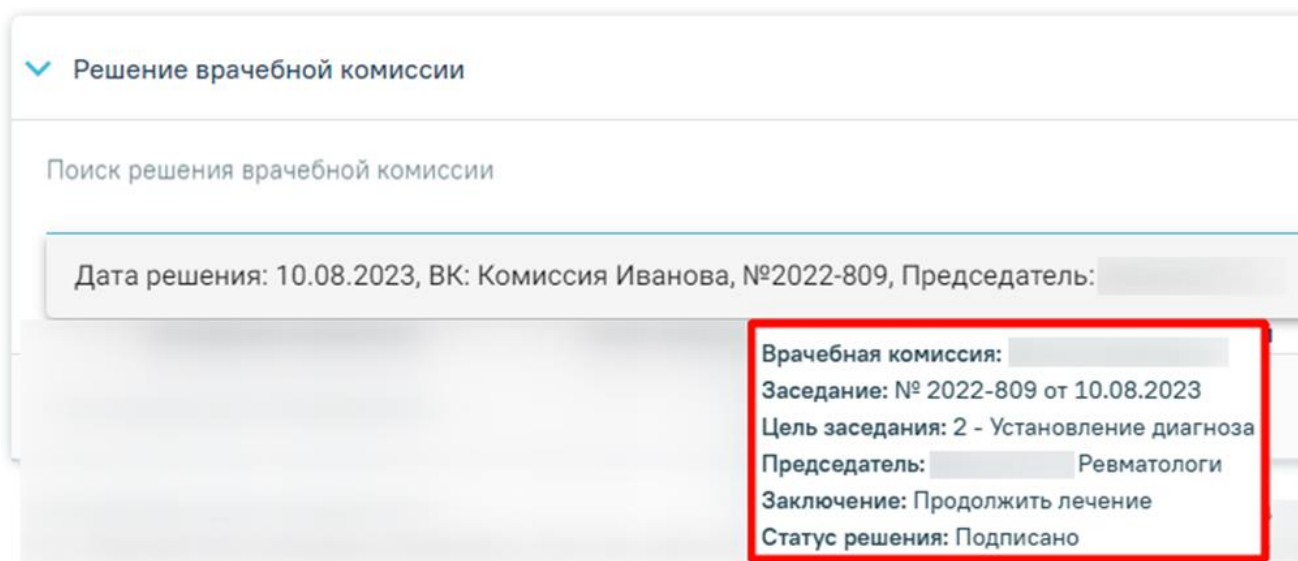 Решение врачебной комиссии
Поиск решения врачебной комиссии
Дата решения: 10.08.2023, ВК: Комиссия Иванова, №2022-809, Председатель:
Врачебная комиссия:
Заседание: № 2022-809 от 10.08.2023
Цель заседания: 2 - Установление диагноза
Председатель: Ревматологи
Заключение: Продолжить лечение
Статус решения: Подписано